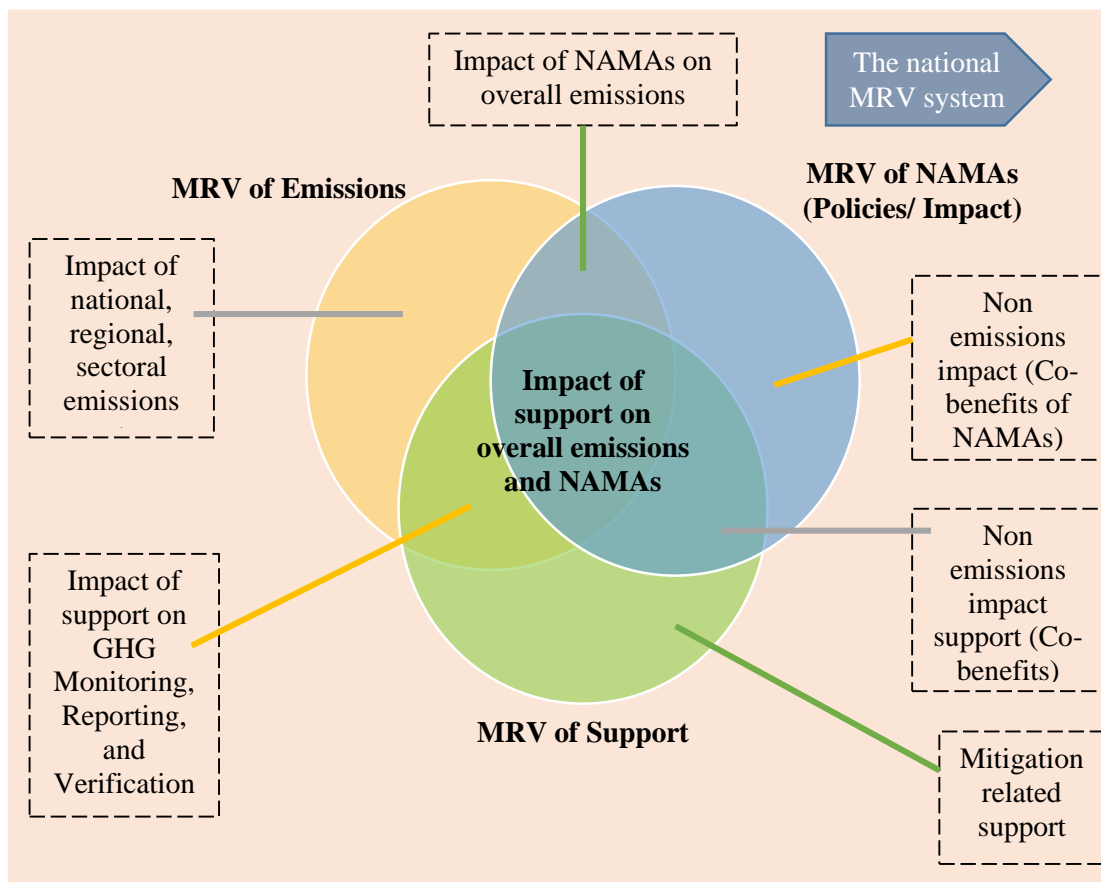 Impact of NAMAs on
overall emissions
The national
MRV system
MRV of Emissions
MRV of NAMAs
(Policies/ Impact)
Impact of
national,
regional,
sectoral
emissions
.
Non
emissions
impact (Co-
benefits of
NAMAs)
Impact of
support on
overall emissions
and NAMAs
Impact of
support on
GHG
Monitoring,
Reporting,
and
Verification
Non
emissions
impact
support (Co-
benefits)
MRV of Support
Mitigation
related
support